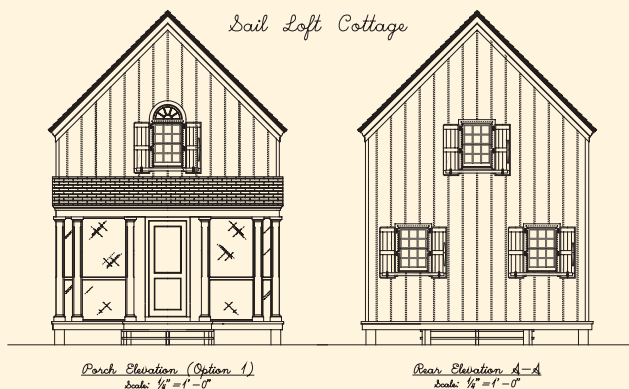 Sail Loft Cottage
Porch Elevation (Option 1)
Scale: ¼" = 1' - 0"
Rear Elevation A-A
Scale: ¼" = 1' - 0"